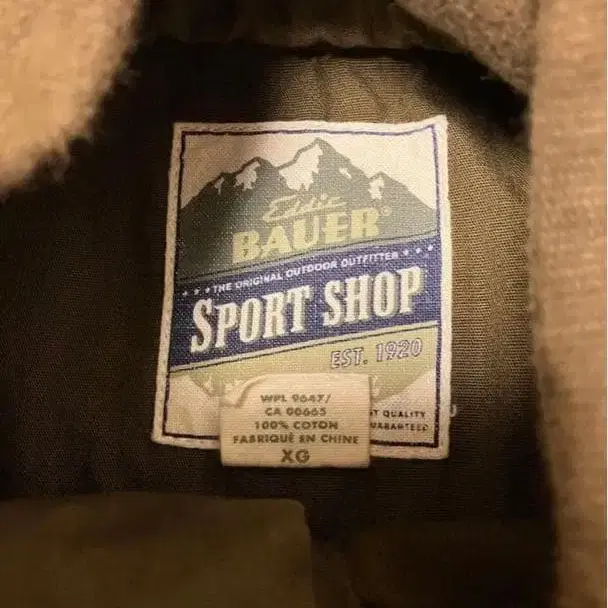 Eddie
BAUER®
THE ORIGINAL OUTDOOR OUTFITTER
SPORT SHOP
EST. 1920
WPL 9647/
CA 00665
100% COTON
FABRIQUÉ EN CHINE
XG
QUALITY